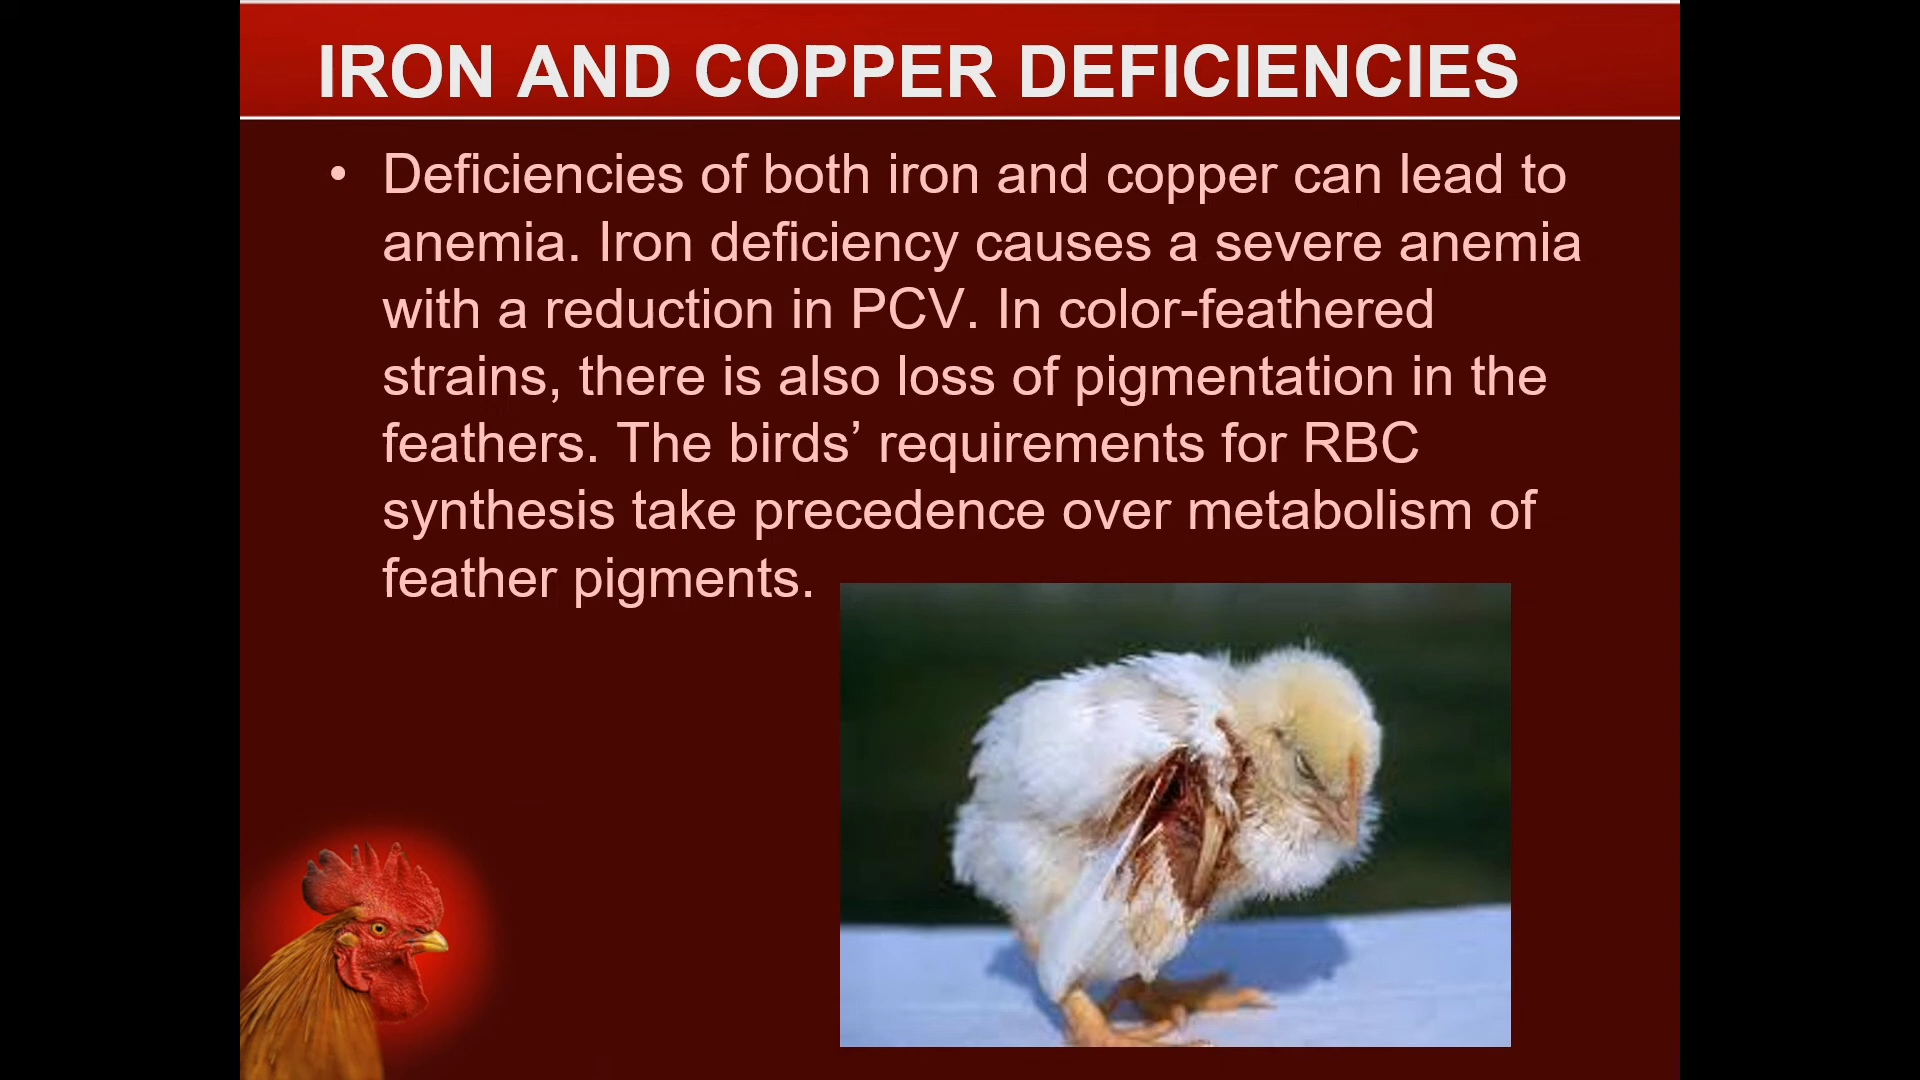 IRON AND COPPER DEFICIENCIES
• Deficiencies of both iron and copper can lead to
anemia. Iron deficiency causes a severe anemia
with a reduction in PCV. In color-feathered
strains, there is also loss of pigmentation in the
feathers. The birds’ requirements for RBC
synthesis take precedence over metabolism of
feather pigments.